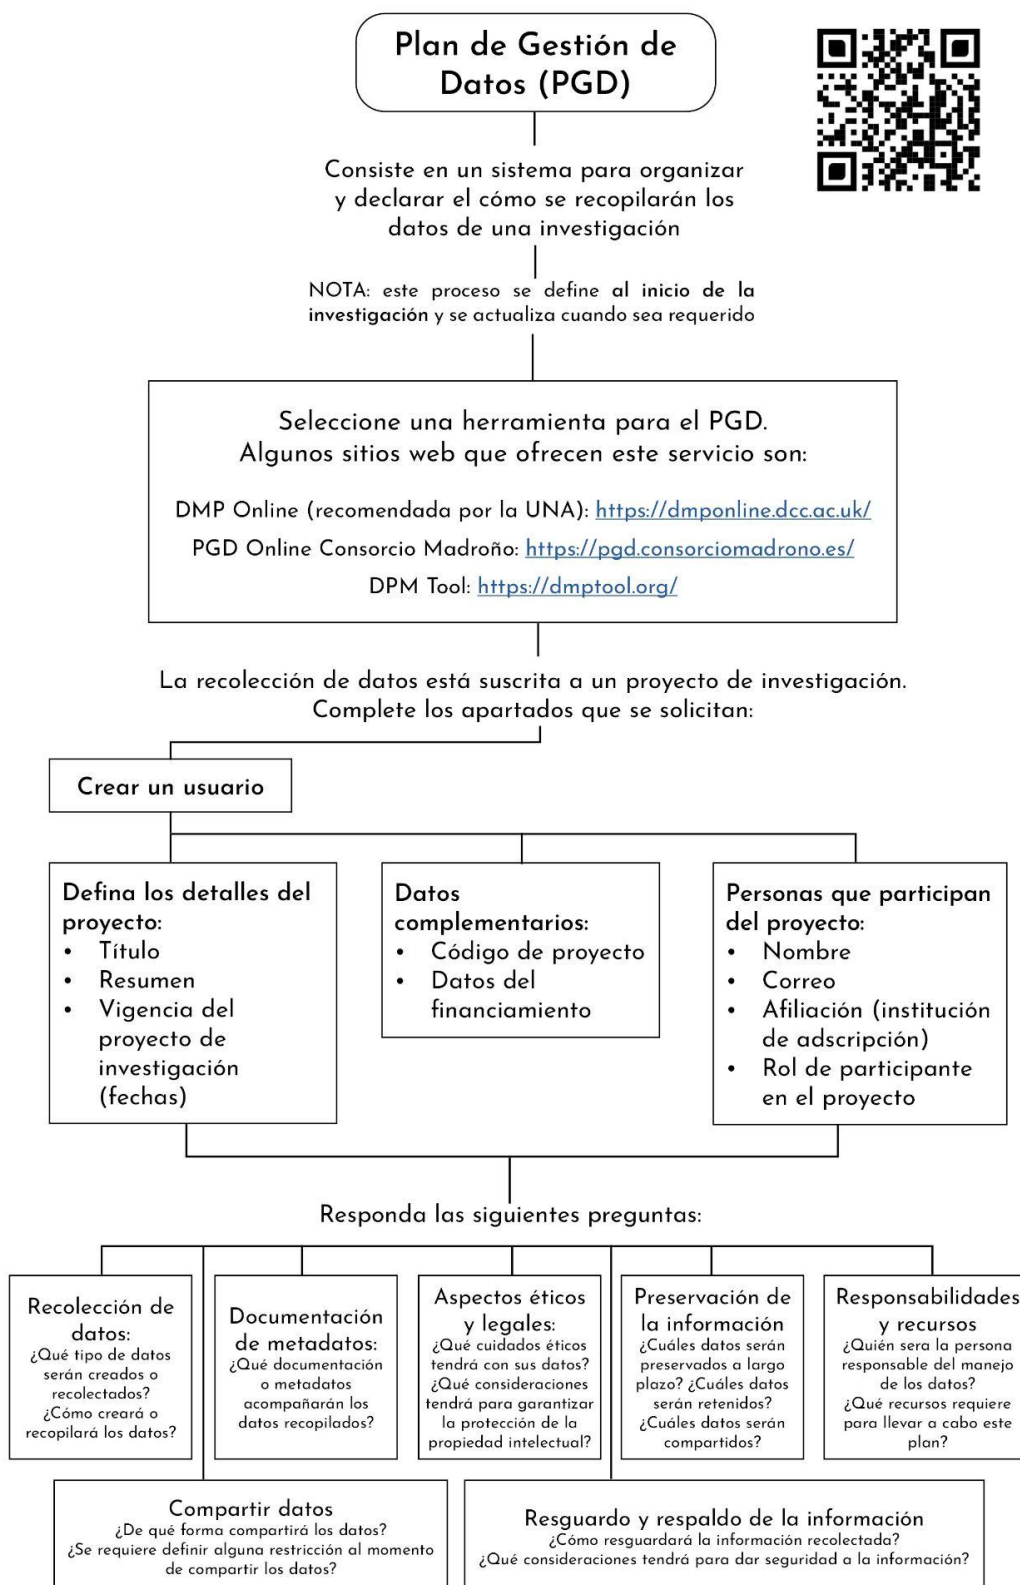 Plan de Gestión de
Datos (PGD)
Consiste en un sistema para organizar
y declarar el cómo se recopilarán los
datos de una investigación
NOTA: este proceso se define al inicio de la
investigación y se actualiza cuando sea requerido
Seleccione una herramienta para el PGD.
Algunos sitios web que ofrecen este servicio son:
DMP Online (recomendada por la UNA): https://dmponline.dcc.ac.uk/
PGD Online Consorcio Madroño: https://pgd.consorciomadrono.es/
DPM Tool: https://dmptool.org/
La recolección de datos está suscrita a un proyecto de investigación.
Complete los apartados que se solicitan:
Crear un usuario
Defina los detalles del
proyecto:
• Título
• Resumen
• Vigencia del
proyecto de
investigación
(fechas)
Datos
complementarios:
• Código de proyecto
• Datos del
financiamiento
Personas que participan
del proyecto:
• Nombre
• Correo
• Afiliación (institución
de adscripción)
• Rol de participante
en el proyecto
Responda las siguientes preguntas:
Recolección de
datos:
¿Qué tipo de datos
serán creados o
recolectados?
¿Cómo creará o
recopilará los datos?
Documentación
de metadatos:
¿Qué documentación
o metadatos
acompañarán los
datos recopilados?
Aspectos éticos
y legales:
¿Qué cuidados éticos
tendrá con sus datos?
¿Qué consideraciones
tendrá para garantizar
la protección de la
propiedad intelectual?
Preservación de
la información
¿Cuáles datos serán
preservados a largo
plazo? ¿Cuáles datos
serán retenidos?
¿Cuáles datos serán
compartidos?
Responsabilidades
y recursos
¿Quién sera la persona
responsable del manejo
de los datos?
¿Qué recursos requiere
para llevar a cabo este
plan?
Compartir datos
¿De qué forma compartirá los datos?
¿Se requiere definir alguna restricción al momento
de compartir los datos?
Resguardo y respaldo de la información
¿Cómo resguardará la información recolectada?
¿Qué consideraciones tendrá para dar seguridad a la información?